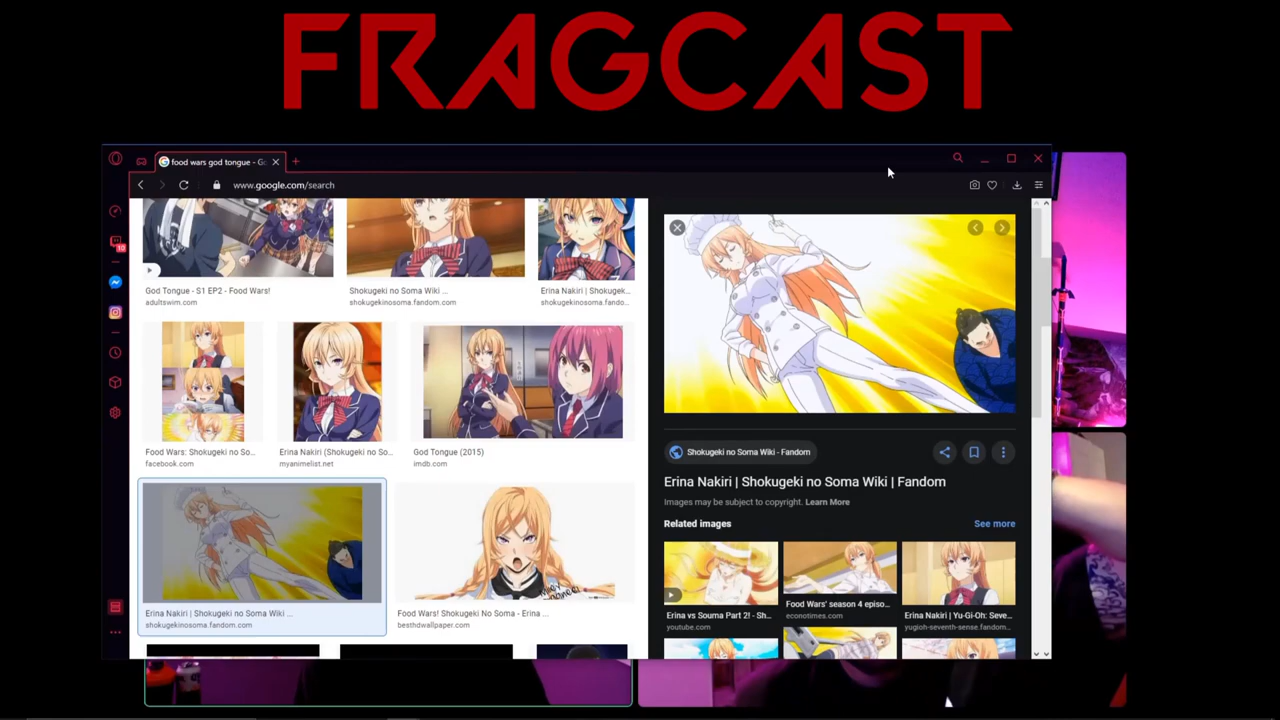 FRAGCAST
food wars god tongue - G
www.google.com/search
10
God Tongue - S1 EP2 - Food Wars!
adultswim.com
Shokugeki no Soma Wiki ...
shokugekinosoma.fandom.com
Erina Nakiri | Shokugek...
shokugekinosoma.fando...
Food Wars: Shokugeki no So...
facebook.com
Erina Nakiri (Shokugeki no So...
myanimelist.net
God Tongue (2015)
imdb.com
Erina Nakiri | Shokugeki no Soma Wiki ...
shokugekinosoma.fandom.com
Food Wars! Shokugeki No Soma - Erina ...
besthdwallpaper.com
Shokugeki no Soma Wiki - Fandom
Erina Nakiri | Shokugeki no Soma Wiki | Fandom
Images may be subject to copyright. Learn More
Related images
See more
Erina vs Souma Part 2! - Sh...
youtube.com
Food Wars' season 4 episo...
econotimes.com
Erina Nakiri | Yu-Gi-Oh: Seve...
yugioh-seventh-sense.fandom...